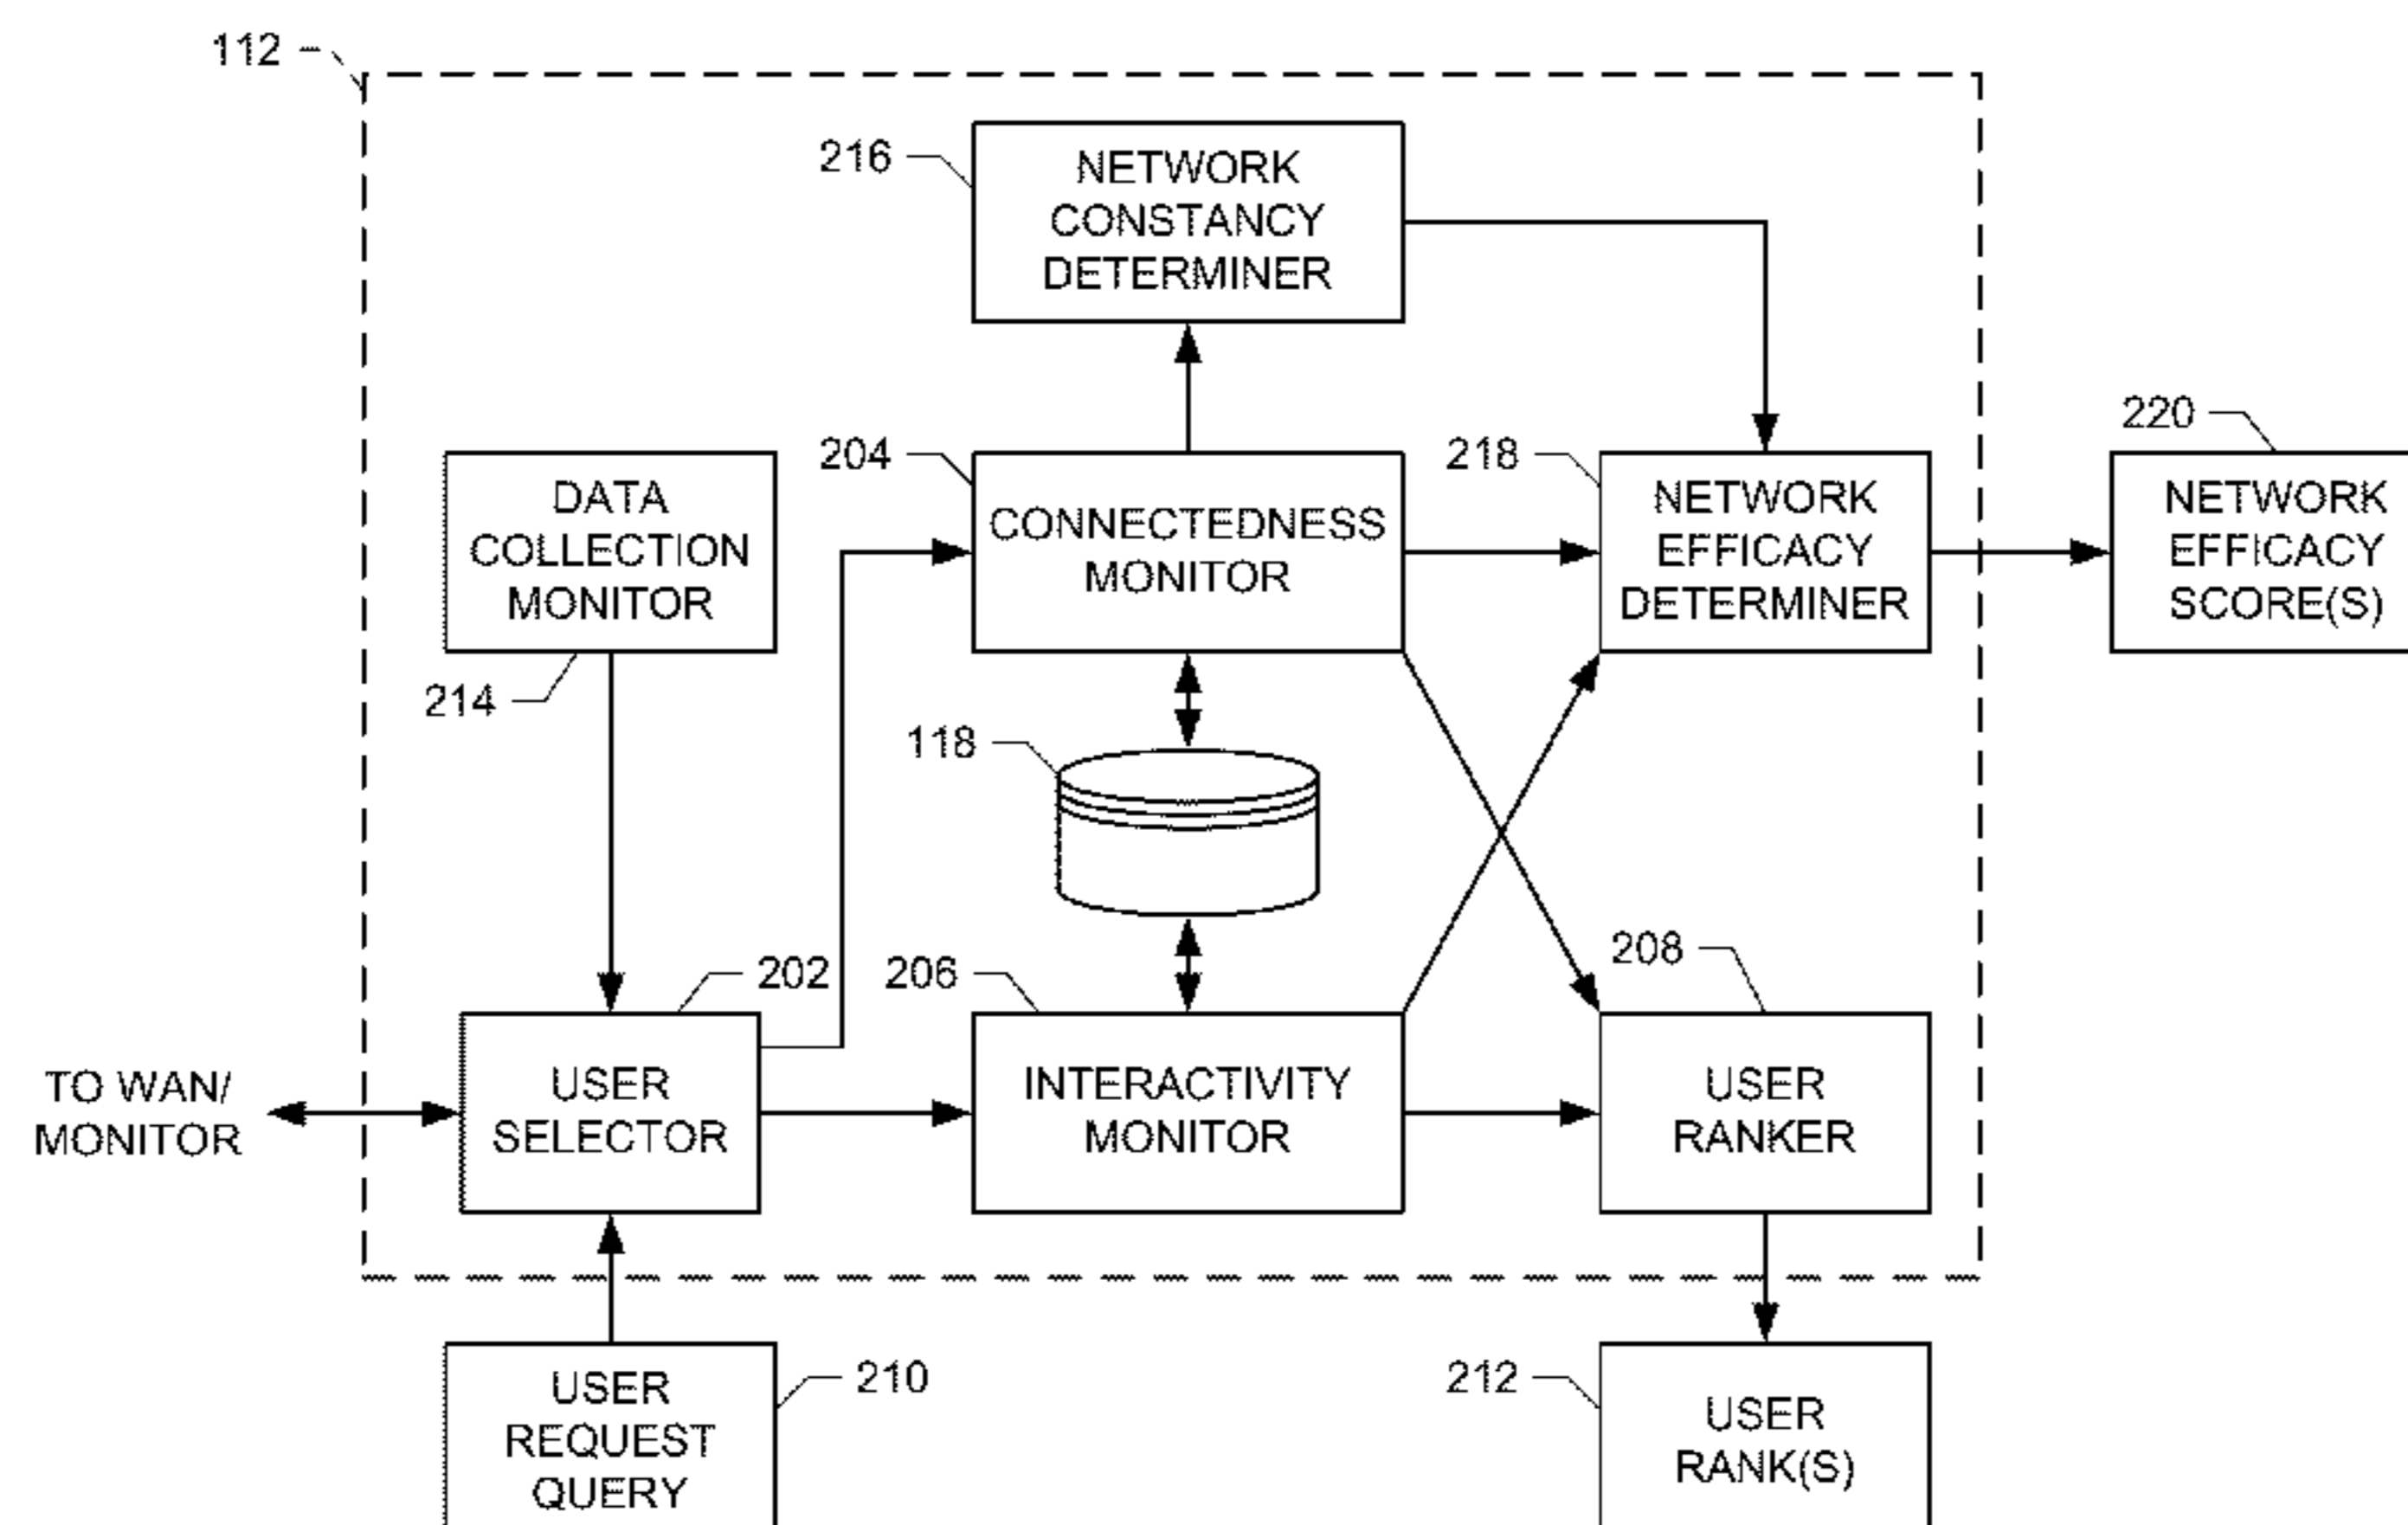 112
216
NETWORK
CONSTANCY
DETERMINER
220
204
218
DATA
COLLECTION
MONITOR
CONNECTEDNESS
MONITOR
NETWORK
EFFICACY
DETERMINER
NETWORK
EFFICACY
SCORE(S)
214
118
208
202
206
TO WAN/
MONITOR
USER
SELECTOR
INTERACTIVITY
MONITOR
USER
RANKER
210
212
USER
REQUEST
QUERY
USER
RANK(S)